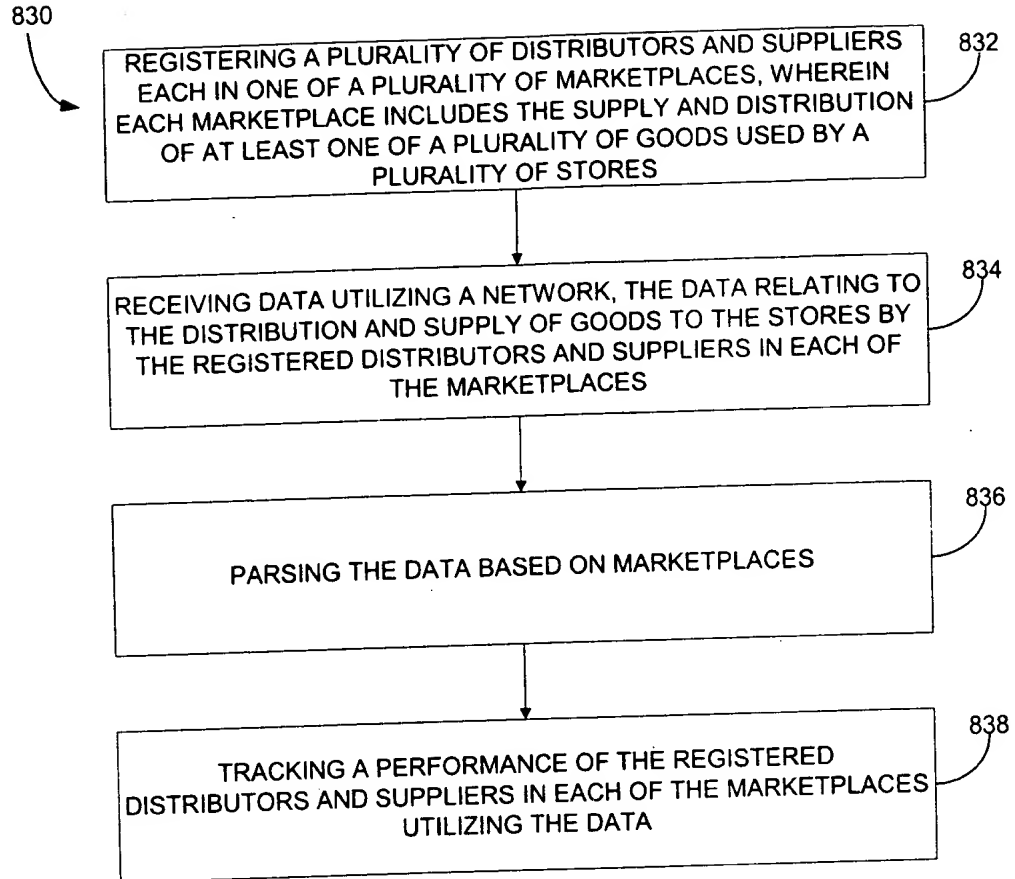 830
REGISTERING A PLURALITY OF DISTRIBUTORS AND SUPPLIERS
EACH IN ONE OF A PLURALITY OF MARKETPLACES, WHEREIN
EACH MARKETPLACE INCLUDES THE SUPPLY AND DISTRIBUTION
OF AT LEAST ONE OF A PLURALITY OF GOODS USED BY A
PLURALITY OF STORES
832
RECEIVING DATA UTILIZING A NETWORK, THE DATA RELATING TO
THE DISTRIBUTION AND SUPPLY OF GOODS TO THE STORES BY
THE REGISTERED DISTRIBUTORS AND SUPPLIERS IN EACH OF
THE MARKETPLACES
834
PARSING THE DATA BASED ON MARKETPLACES
836
TRACKING A PERFORMANCE OF THE REGISTERED
DISTRIBUTORS AND SUPPLIERS IN EACH OF THE MARKETPLACES
UTILIZING THE DATA
838